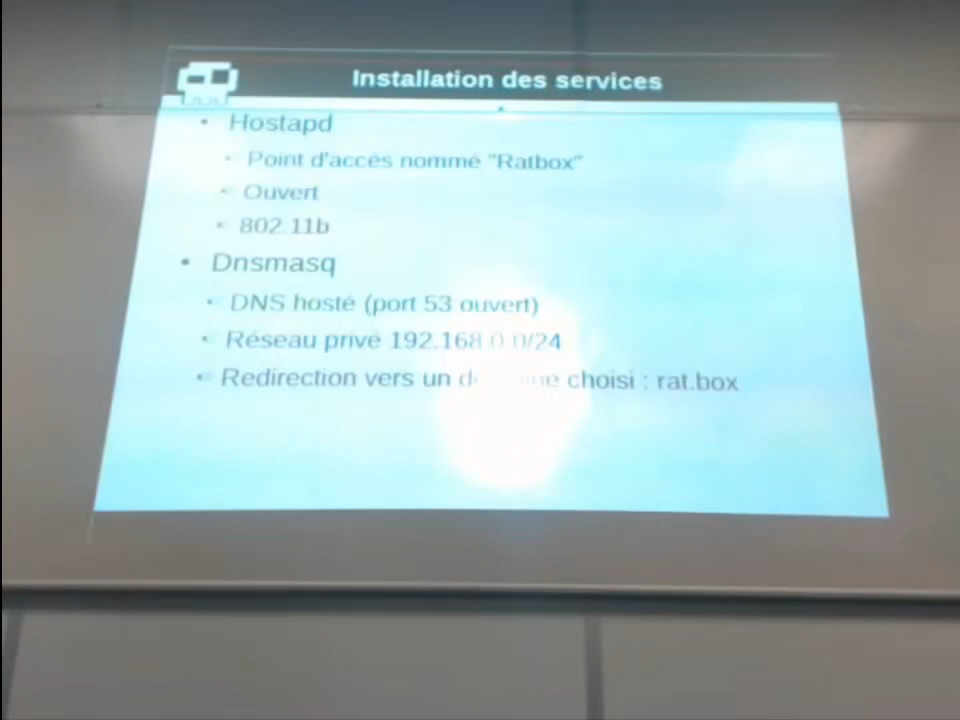 Installation des services
Hostapd
Point d'accès nommé "Ratbox"
Ouvert
802.11b
Dnsmasq
DNS hosté (port 53 ouvert)
Réseau privé 192.168.0.0/24
Redirection vers un choisi : rat.box